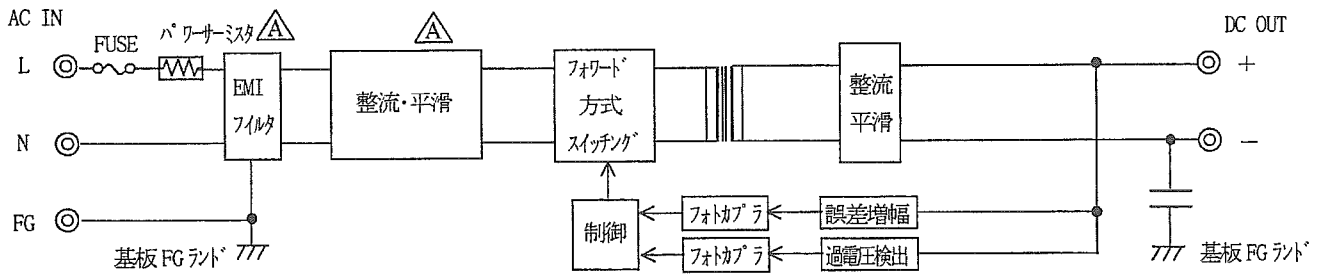 AC IN
FUSE
パワーサーミスタ
A
A
DC OUT
L
EMI
フィルタ
整流・平滑
フォワード
方式
スイッチング
整流
平滑
+
N
−
FG
基板FGランド
制御
フォトカプラ
誤差増幅
フォトカプラ
過電圧検出
基板FGランド